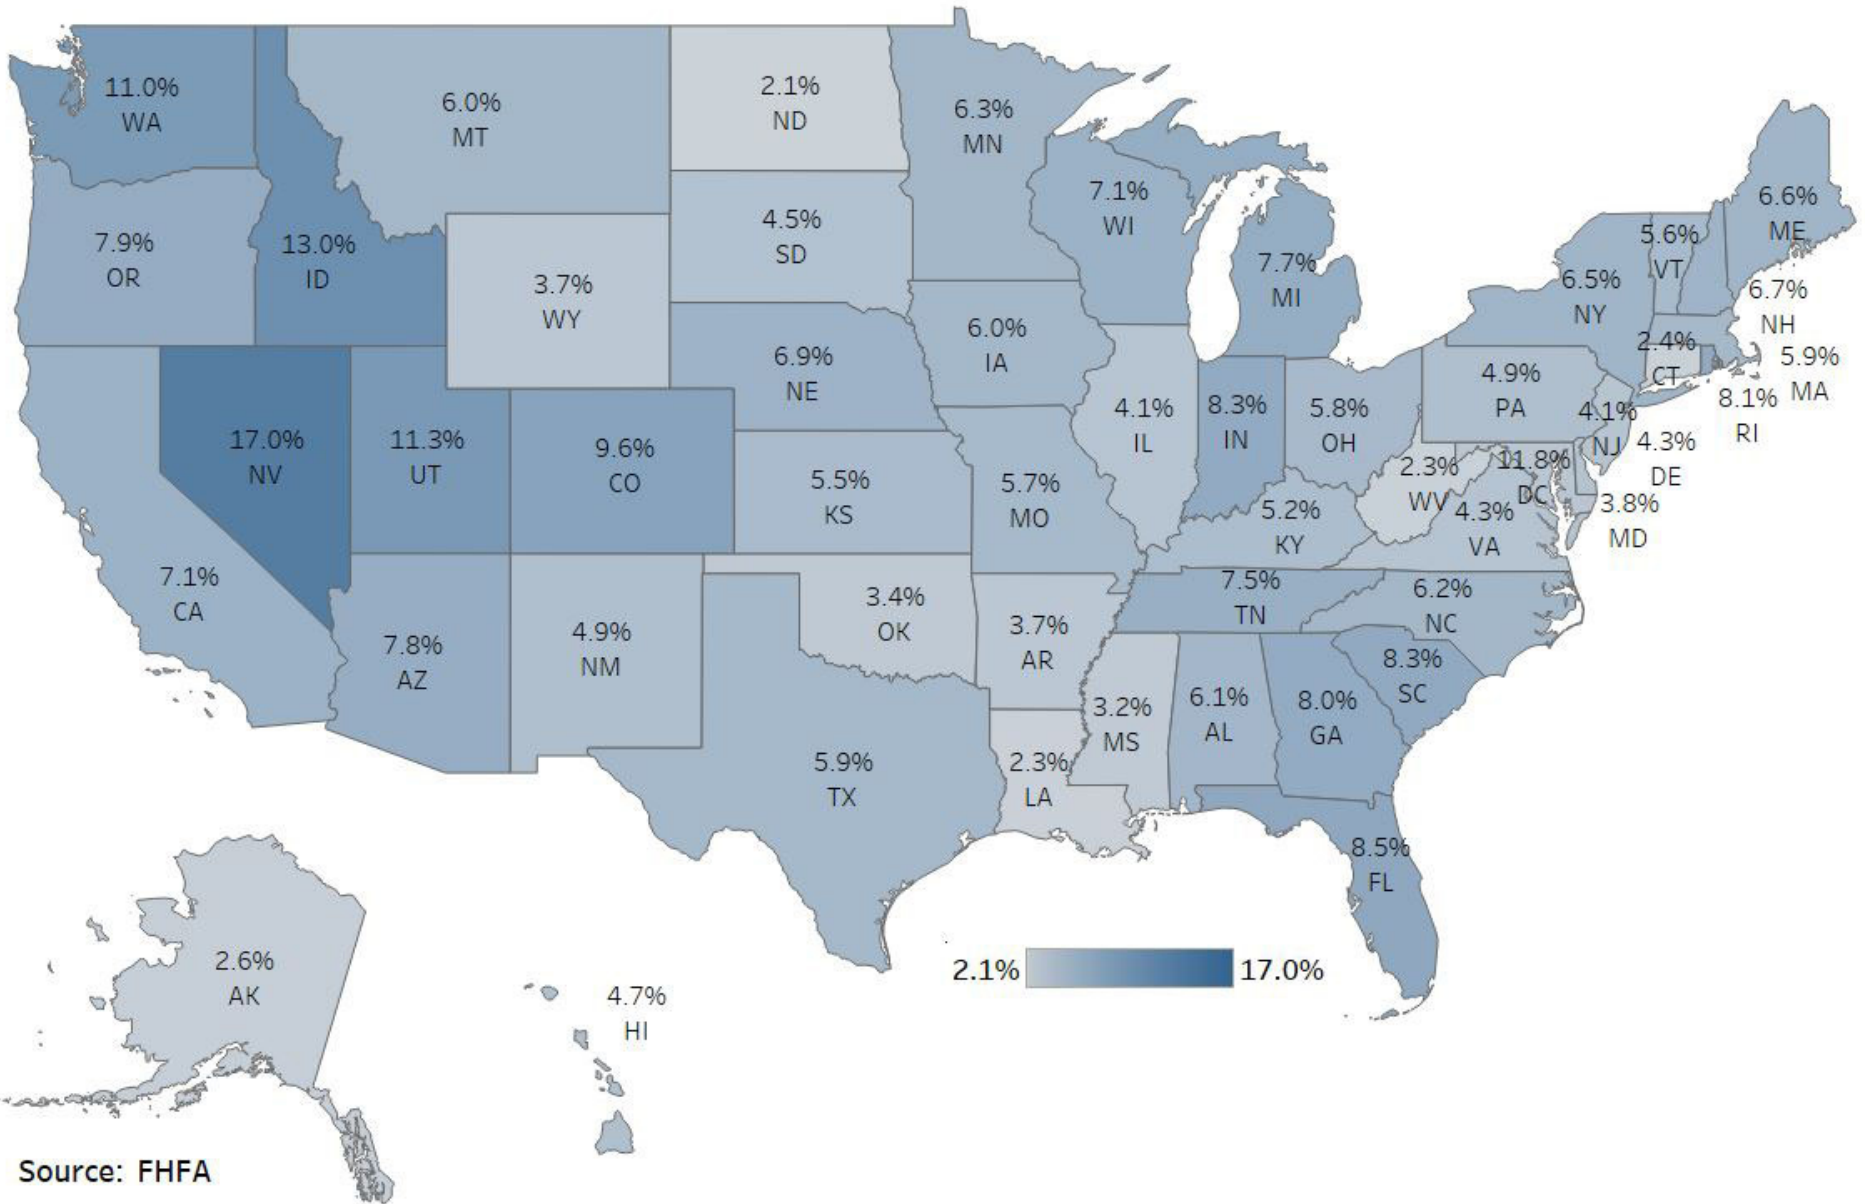 11.0%
WA
6.0%
MT
2.1%
ND
6.3%
MN
7.9%
OR
13.0%
ID
3.7%
WY
4.5%
SD
7.1%
WI
7.7%
MI
6.6%
ME
5.6%
VT
6.5%
NY
6.7%
NH
2.4%
CT
5.9%
MA
8.1%
RI
17.0%
NV
11.3%
UT
9.6%
CO
6.9%
NE
6.0%
IA
4.1%
IL
8.3%
IN
5.8%
OH
4.9%
PA
4.1%
NJ
4.3%
DE
5.5%
KS
5.7%
MO
5.2%
KY
2.3%
WV
11.8%
DC
4.3%
VA
3.8%
MD
7.1%
CA
7.8%
AZ
4.9%
NM
3.4%
OK
3.7%
AR
7.5%
TN
6.2%
NC
8.3%
SC
5.9%
TX
2.3%
LA
3.2%
MS
6.1%
AL
8.0%
GA
8.5%
FL
2.6%
AK
4.7%
HI
2.1%
17.0%
Source: FHFA